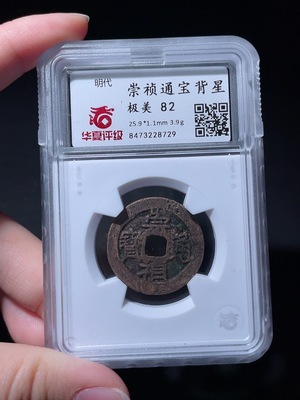 明代
崇祯通宝背星
极美 82
25.9*1.1mm 3.9g
华夏评级
8473228729
崇
通 寳
禎